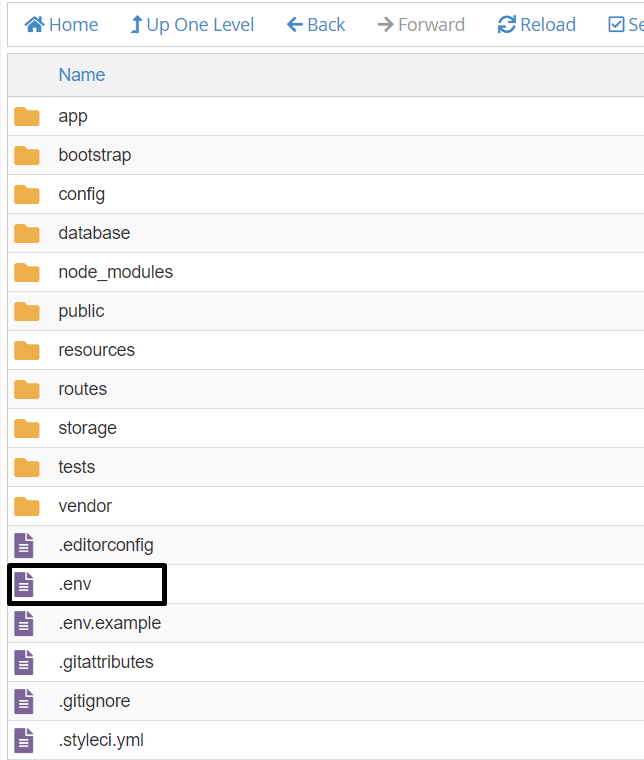 Home Up One Level Back Forward Reload Se
Name
app
bootstrap
config
database
node_modules
public
resources
routes
storage
tests
vendor
.editorconfig
.env
.env.example
.gitattributes
.gitignore
.styleci.yml